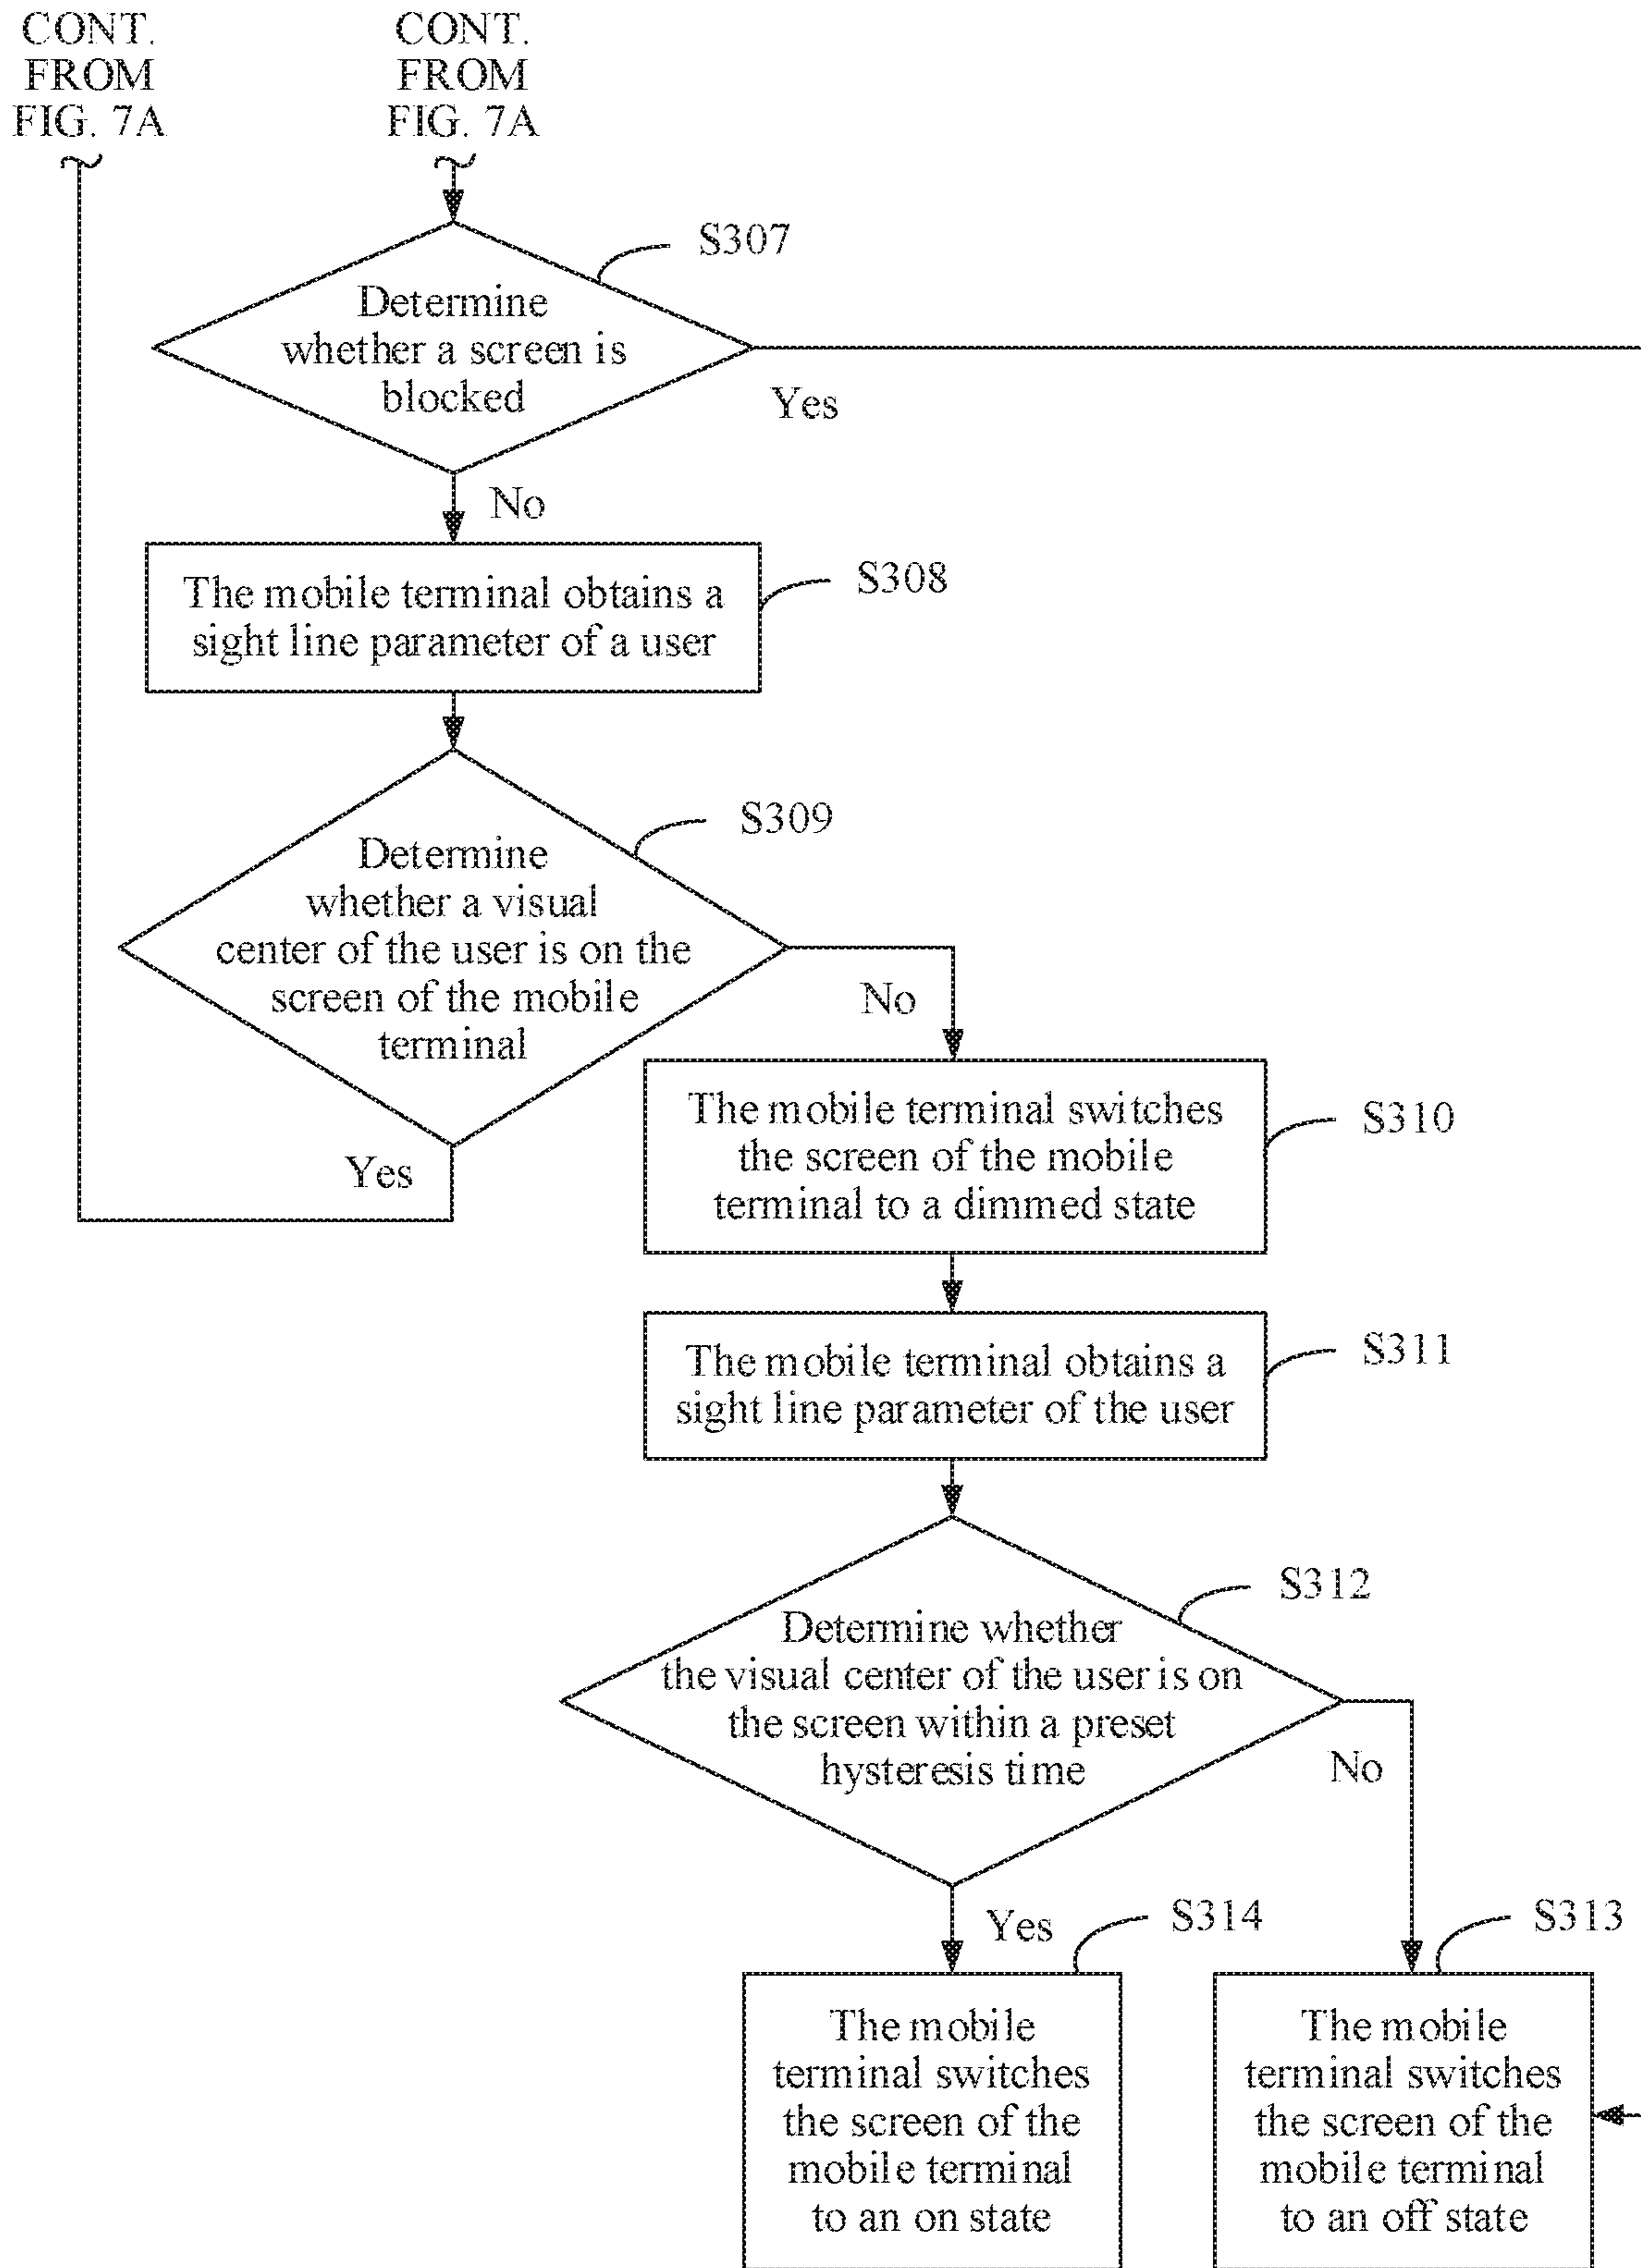 CONT.
FROM
FIG. 7A
CONT.
FROM
FIG. 7A
S307
Determine
whether a screen is
blocked
Yes
No
S308
The mobile terminal obtains a
sight line parameter of a user
S309
Determine
whether a visual
center of the user is on the
screen of the mobile
terminal
No
Yes
S310
The mobile terminal switches
the screen of the mobile
terminal to a dimmed state
S311
The mobile terminal obtains a
sight line parameter of the user
S312
Determine whether
the visual center of the user is on
the screen within a preset
hysteresis time
No
Yes
S314
S313
The mobile
terminal switches
the screen of the
mobile terminal
to an on state
The mobile
terminal switches
the screen of the
mobile terminal
to an off state